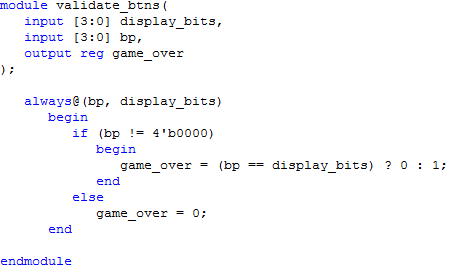 module validate_btns(
input [3:0] display_bits,
input [3:0] bp,
output reg game_over
);
always@(bp, display_bits)
begin
if (bp != 4'b0000)
begin
game_over = (bp == display_bits) ? 0 : 1;
end
else
game_over = 0;
end
endmodule